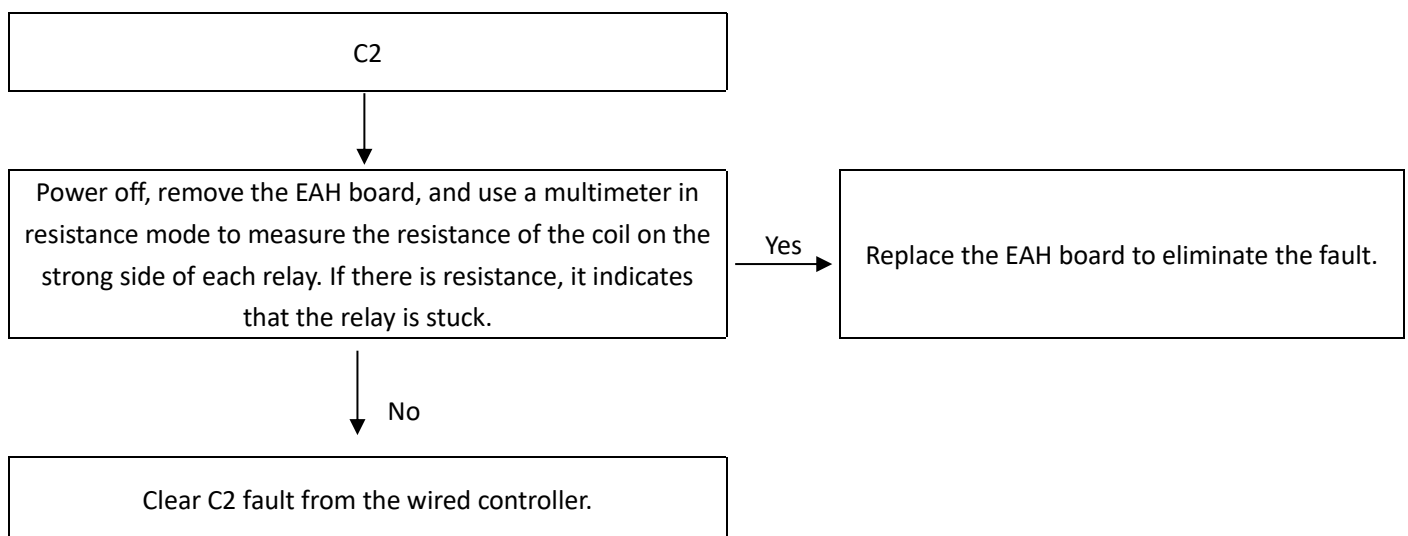 C2
Power off, remove the EAH board, and use a multimeter in
resistance mode to measure the resistance of the coil on the
strong side of each relay. If there is resistance, it indicates
that the relay is stuck.
Yes
Replace the EAH board to eliminate the fault.
No
Clear C2 fault from the wired controller.